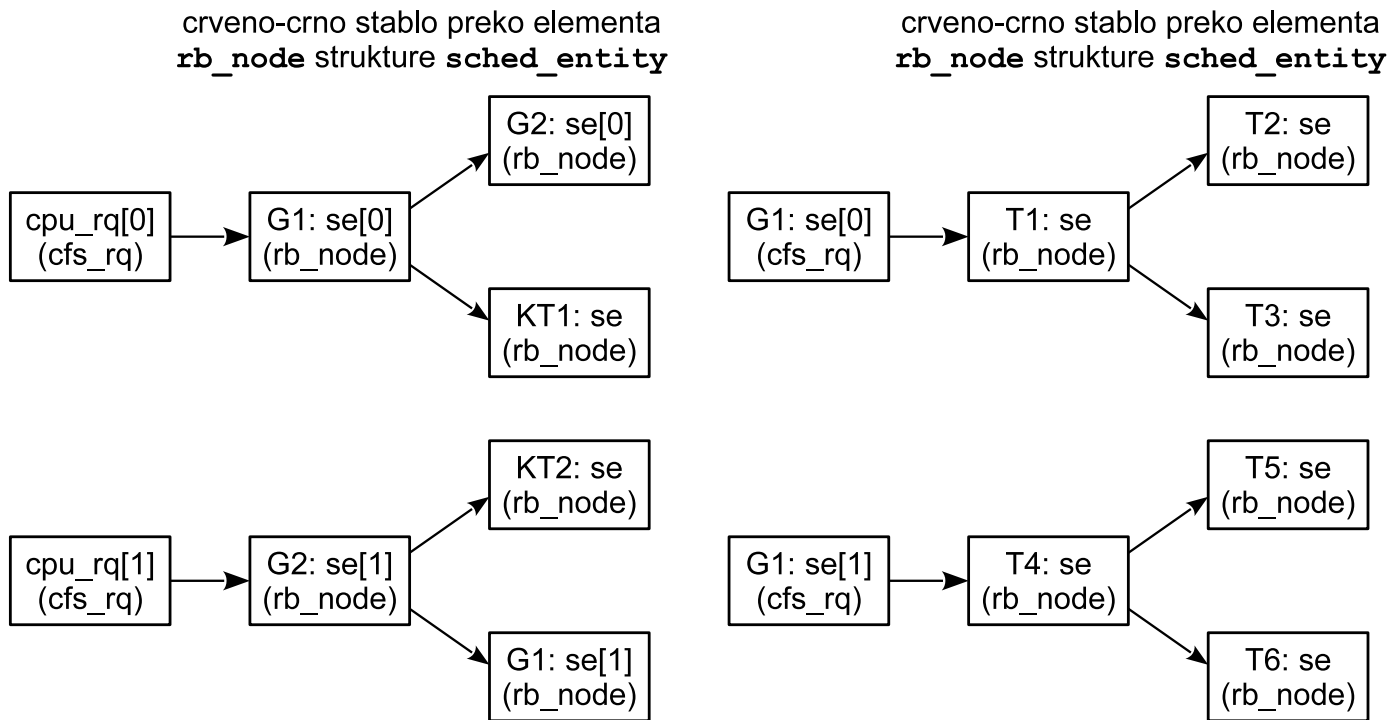 crveno-crno stablo preko elementa
rb_node strukture sched_entity
G2: se[0]
(rb_node)
cpu_rq[0]
(cfs_rq)
G1: se[0]
(rb_node)
KT1: se
(rb_node)
KT2: se
(rb_node)
cpu_rq[1]
(cfs_rq)
G2: se[1]
(rb_node)
G1: se[1]
(rb_node)
crveno-crno stablo preko elementa
rb_node strukture sched_entity
T2: se
(rb_node)
G1: se[0]
(cfs_rq)
T1: se
(rb_node)
T3: se
(rb_node)
T5: se
(rb_node)
G1: se[1]
(cfs_rq)
T4: se
(rb_node)
T6: se
(rb_node)